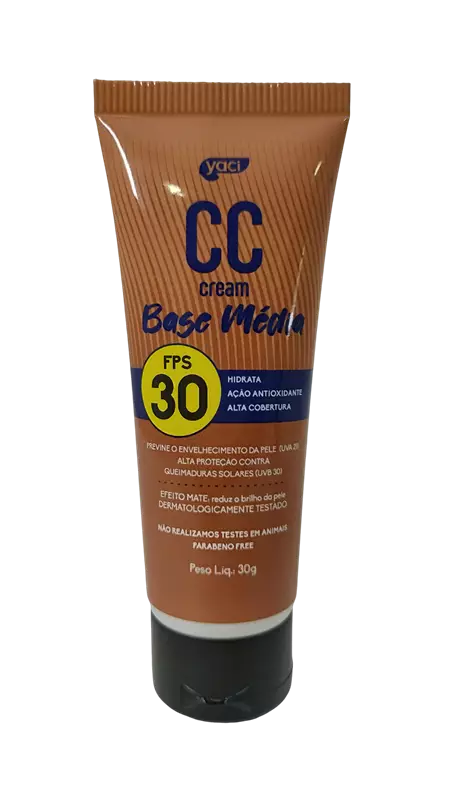 yaci
CC
cream
Base Média
FPS
30
HIDRATA
AÇÃO ANTIOXIDANTE
ALTA COBERTURA
PREVINE O ENVELHECIMENTO DA PELE
ALTA PROTEÇÃO CONTRA
QUEIMADURAS SOLARES (UVB 30)
EFEITO MATE: reduz o brilho da pele
DERMATOLOGICAMENTE TESTADO
NÃO REALIZAMOS TESTES EM ANIMAIS
PARABENO FREE
Peso Líq.: 30g